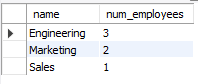 name num_employees
Engineering 3
Marketing 2
Sales 1